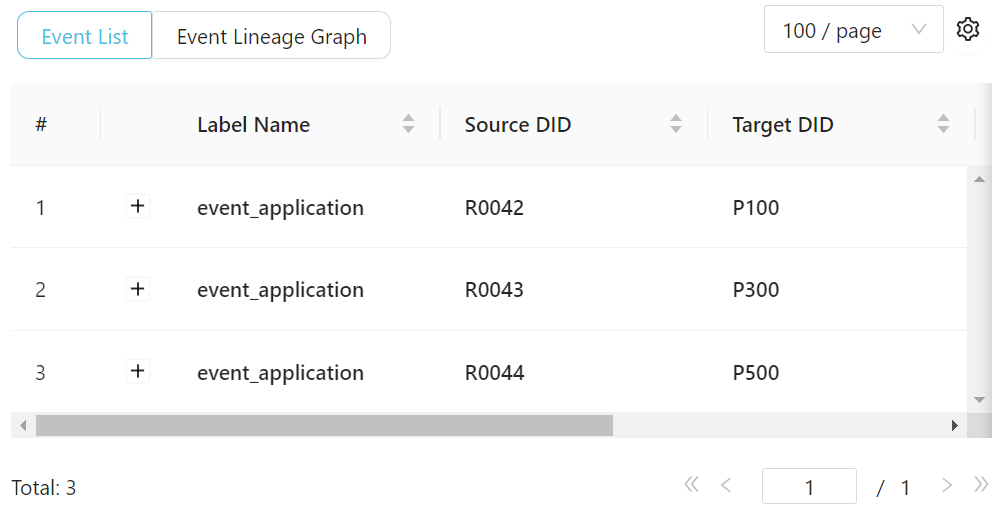 Event List Event Lineage Graph 100 / page
# Label Name Source DID Target DID
1 + event_application R0042 P100
2 + event_application R0043 P300
3 + event_application R0044 P500
Total: 3 1 / 1